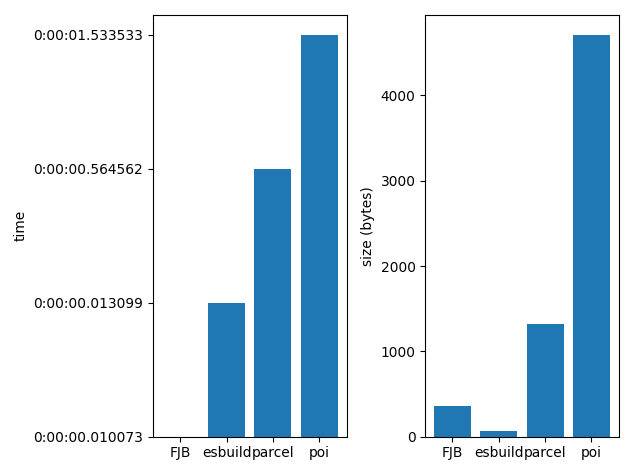 time
0:00:01.533533
0:00:00.564562
0:00:00.013099
0:00:00.010073
FJB esbuild parcel poi
size (bytes)
4000
3000
2000
1000
0
FJB esbuild parcel poi